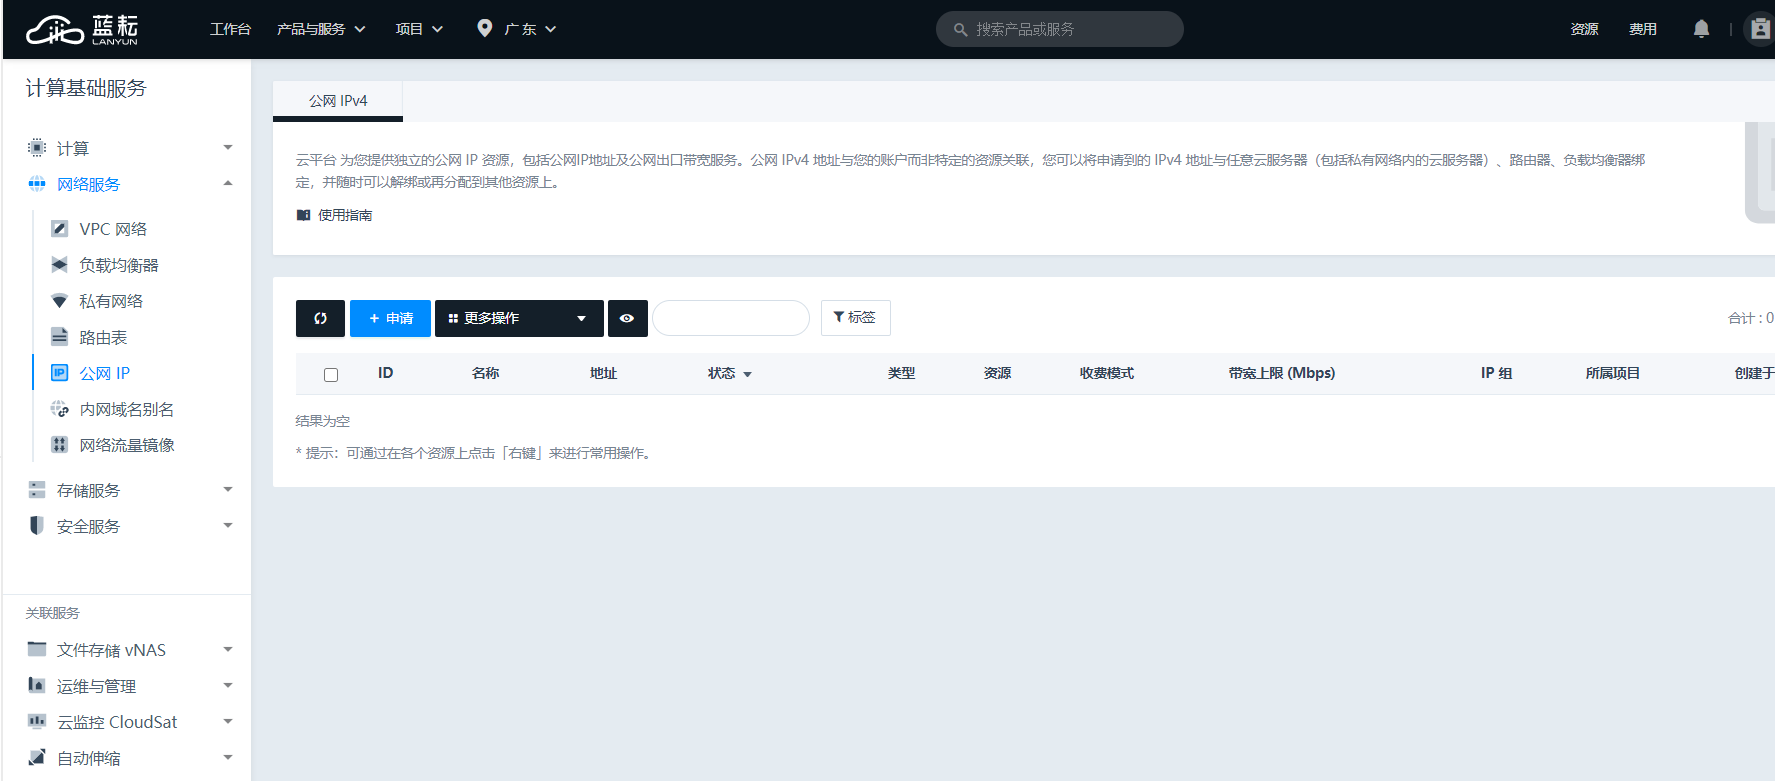 蓝耘
LANYUN
工作台
产品与服务
项目
广东
搜索产品或服务
资源
费用
计算基础服务
计算
网络服务
VPC 网络
负载均衡器
私有网络
路由表
公网 IP
内网域名别名
网络流量镜像
存储服务
安全服务
关联服务
文件存储 vNAS
运维与管理
云监控 CloudSat
自动伸缩
公网 IPv4
云平台 为您提供独立的公网 IP 资源，包括公网IP地址及公网出口带宽服务。公网 IPv4 地址与您的账户而非特定的资源关联，您可以将申请到的 IPv4 地址与任意云服务器（包括私有网络内的云服务器）、路由器、负载均衡器绑
定，并随时可以解绑或再分配到其他资源上。
使用指南
+ 申请
更多操作
标签
合计 : 0
ID
名称
地址
状态
类型
资源
收费模式
带宽上限 (Mbps)
IP 组
所属项目
创建于
结果为空
* 提示：可通过在各个资源上点击「右键」来进行常用操作。